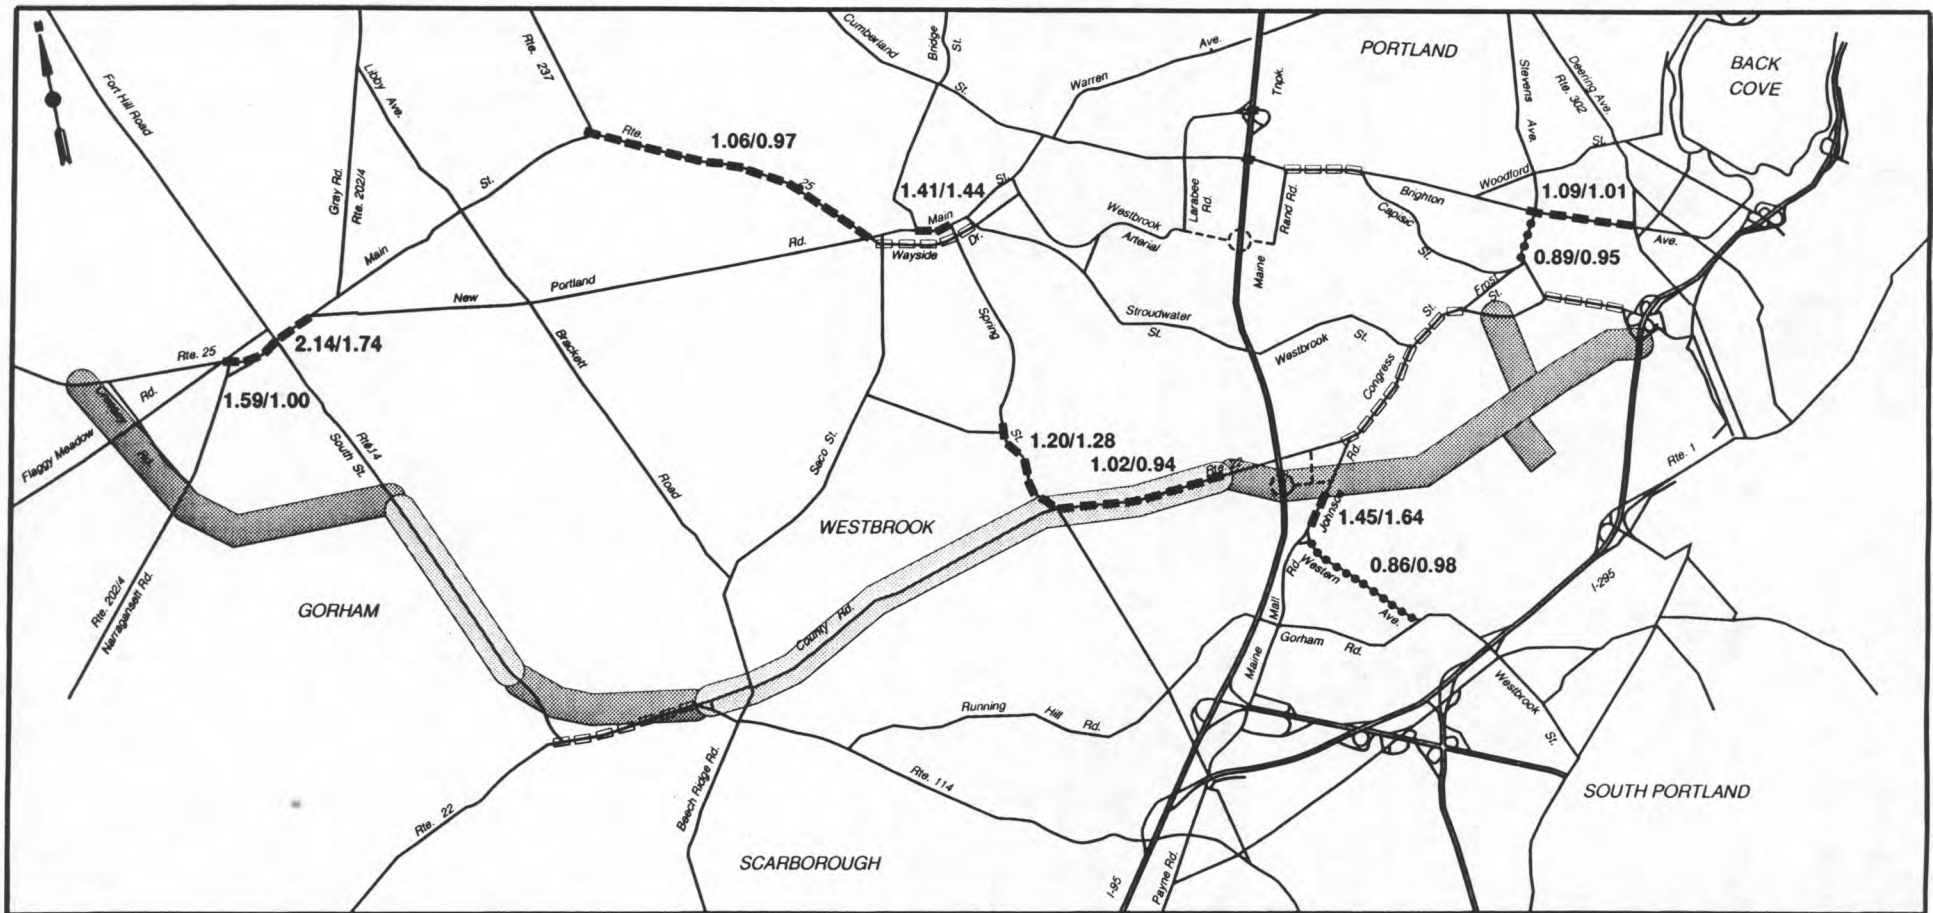 Fort Hill Road
Libby Ave.
Rte. 237
Cumberland
St.
Bridge
St.
Warren
Ave.
Tnpk.
PORTLAND
Stevens
Ave.
Deering Ave.
Rte. 302
BACK
COVE
Gray Rd.
Rte. 202/4
Rte.
25
1.06/0.97
1.41/1.44
St.
Main
Dr.
Wayside
Westbrook
Arterial
Larabee
Rd.
Rand Rd.
Maine
Brighton
Woodford
St.
Capisic
St.
1.09/1.01
Ave.
0.89/0.95
Frost
St.
Main
St.
New
Portland
Rd.
Spring
Stroudwater
St.
Westbrook
St.
Congress
St.
Rte. 25
2.14/1.74
1.59/1.00
Brackett
Road
Flaggy Meadow
Rd.
Rd.
Rte. 114
South St.
Saco St.
St.
1.20/1.28
1.02/0.94
Rte. 22
Rd.
Johnson
1.45/1.64
Rte. 1
WESTBROOK
GORHAM
Rte. 202/4
Narragansett Rd.
County
Rd.
Western
Ave.
0.86/0.98
I-295
Rd.
Mall
Maine
Gorham
Rd.
Westbrook
St.
Running
Hill
Rd.
Rte. 114
Rte. 22
Beech Ridge Rd.
SOUTH PORTLAND
SCARBOROUGH
I-95
Payne Rd.